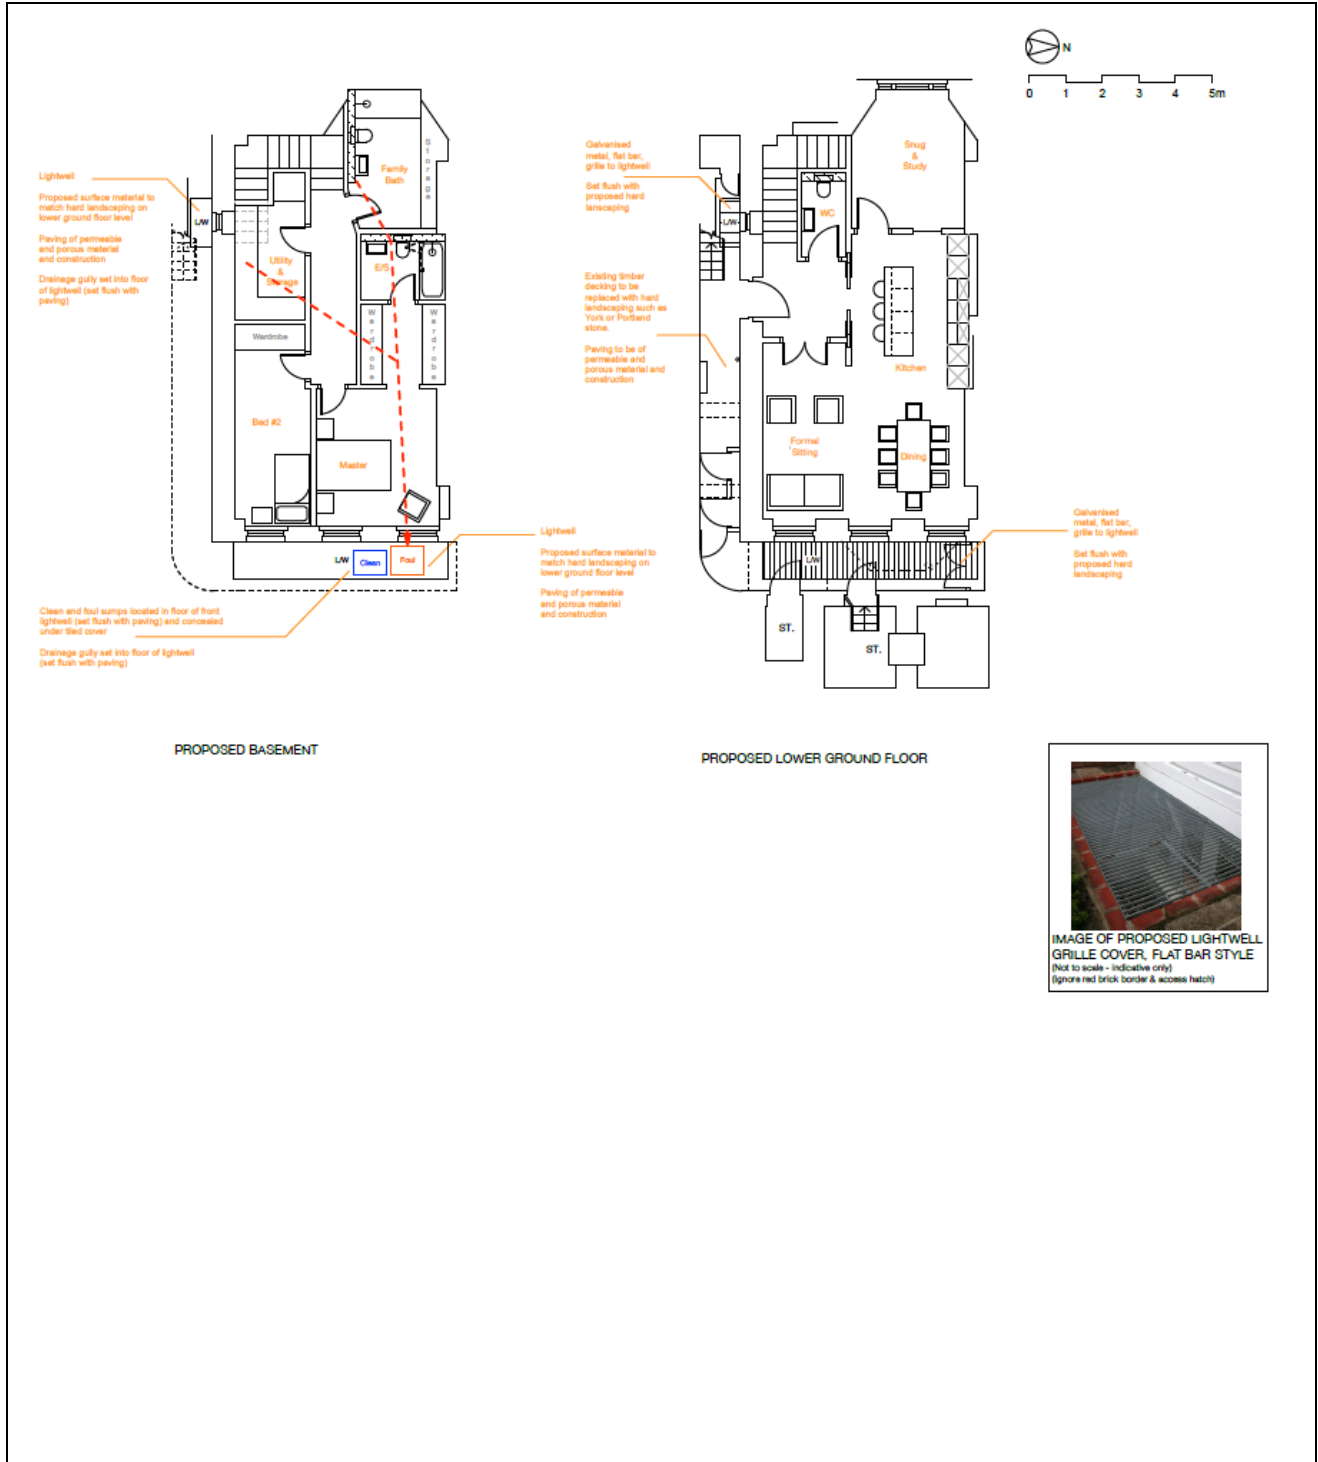 N
0 1 2 3 4 5m
Lightwell
Proposed surface material to
match hard landscaping on
lower ground floor level
Paving of permeable
and porous material
and construction
Drainage gully set into floor
of lightwell (set flush with
paving)
L/W
Family
Bath
Storage
Utility
&
Storage
E/S
Wardrobe
Wardrobe
Wardrobe
Bed #2
Master
L/W
Clean
Foul
Lightwell
Proposed surface material to
match hard landscaping on
lower ground floor level
Paving of permeable
and porous material
and construction
Clean and foul sumps located in floor of front
lightwell (set flush with paving) and concealed
under tiled cover
Drainage gully set into floor of lightwell
(set flush with paving)
PROPOSED BASEMENT
Galvanised
metal, flat bar,
grille to lightwell
Set flush with
proposed hard
lanscaping
Existing timber
decking to be
replaced with hard
landscaping such as
York or Portland
stone.
Paving to be of
permeable and
porous material and
construction
L/W
WC
Snug
&
Study
Kitchen
Formal
Sitting
Dining
L/W
ST.
ST.
Galvanised
metal, flat bar,
grille to lightwell
Set flush with
proposed hard
landscaping
PROPOSED LOWER GROUND FLOOR
IMAGE OF PROPOSED LIGHTWELL
GRILLE COVER, FLAT BAR STYLE
(Not to scale - indicative only)
(Ignore red brick border & access hatch)